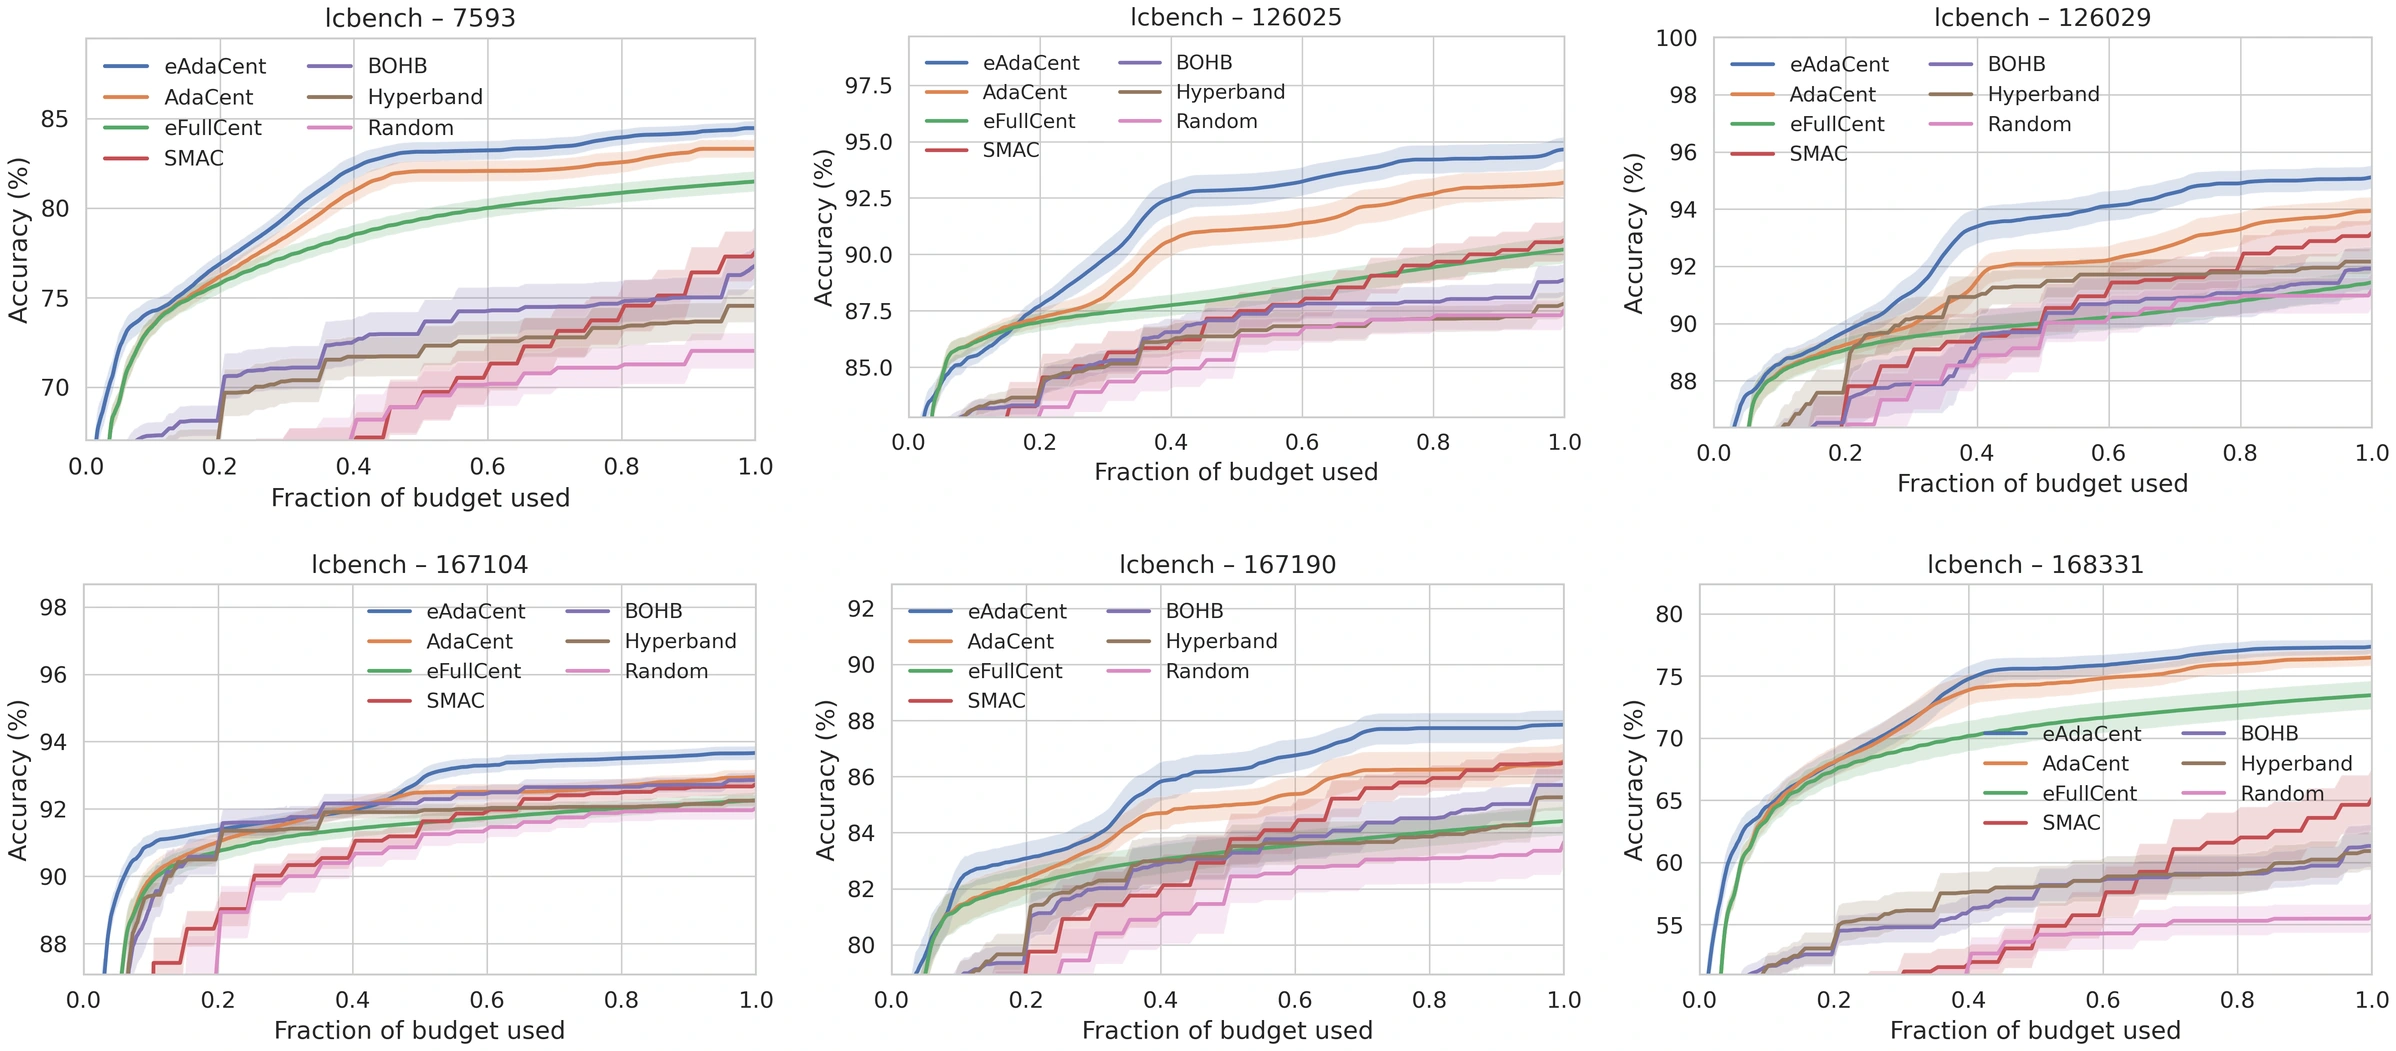 lcbench – 7593
eAdaCent
AdaCent
eFullCent
SMAC
BOHB
Hyperband
Random
Accuracy (%)
85
80
75
70
0.0 0.2 0.4 0.6 0.8 1.0
Fraction of budget used
lcbench – 126025
eAdaCent
AdaCent
eFullCent
SMAC
BOHB
Hyperband
Random
Accuracy (%)
97.5
95.0
92.5
90.0
87.5
85.0
0.0 0.2 0.4 0.6 0.8 1.0
Fraction of budget used
lcbench – 126029
eAdaCent
AdaCent
eFullCent
SMAC
BOHB
Hyperband
Random
Accuracy (%)
100
98
96
94
92
90
88
0.0 0.2 0.4 0.6 0.8 1.0
Fraction of budget used
lcbench – 167104
eAdaCent
AdaCent
eFullCent
SMAC
BOHB
Hyperband
Random
Accuracy (%)
98
96
94
92
90
88
0.0 0.2 0.4 0.6 0.8 1.0
Fraction of budget used
lcbench – 167190
eAdaCent
AdaCent
eFullCent
SMAC
BOHB
Hyperband
Random
Accuracy (%)
92
90
88
86
84
82
80
0.0 0.2 0.4 0.6 0.8 1.0
Fraction of budget used
lcbench – 168331
eAdaCent
AdaCent
eFullCent
SMAC
BOHB
Hyperband
Random
Accuracy (%)
80
75
70
65
60
55
0.0 0.2 0.4 0.6 0.8 1.0
Fraction of budget used